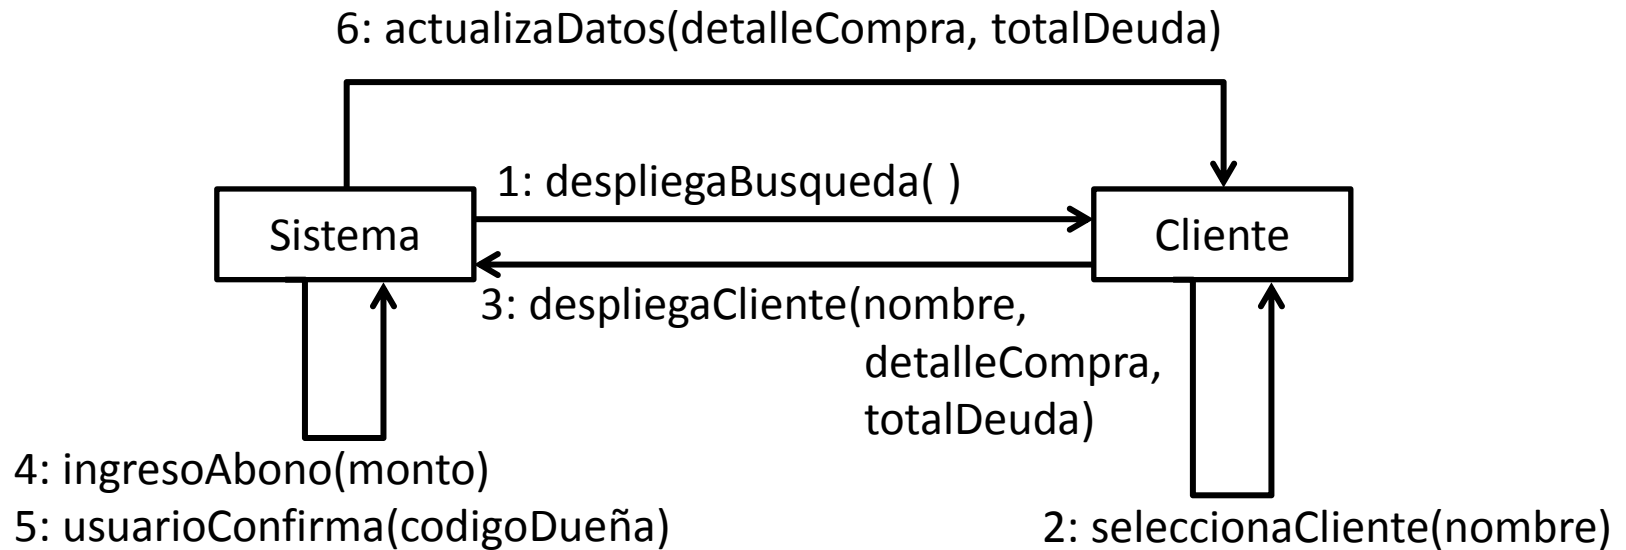 6: actualizaDatos(detalleCompra, totalDeuda)
1: despliegaBusqueda( )
Sistema
Cliente
3: despliegaCliente(nombre,
detalleCompra,
totalDeuda)
4: ingresoAbono(monto)
5: usuarioConfirma(codigoDueña)
2: seleccionaCliente(nombre)